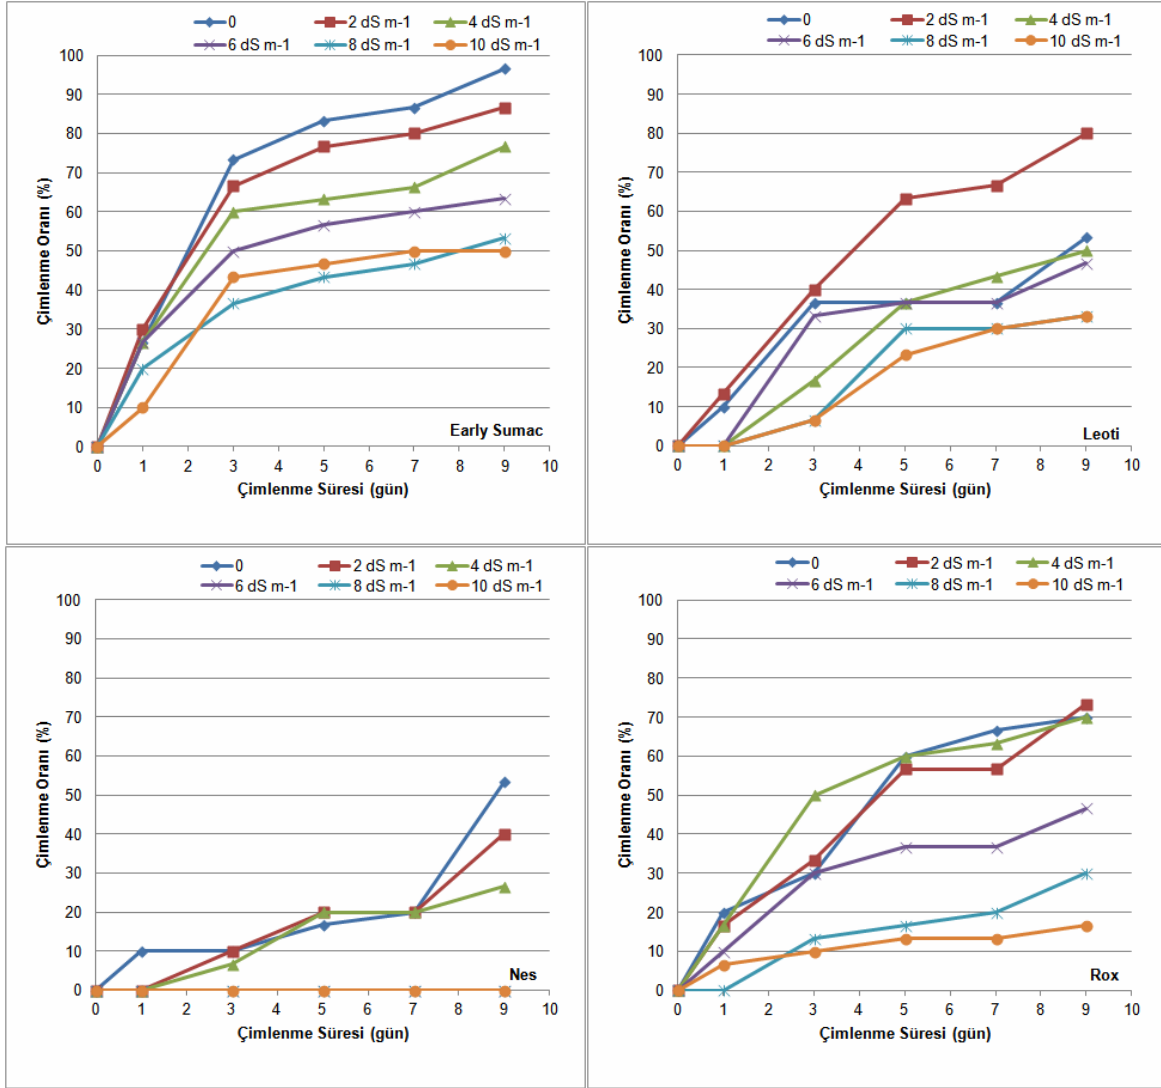 0 2 dS m-1 4 dS m-1
6 dS m-1 8 dS m-1 10 dS m-1
100
90
80
70
60
50
40
30
20
10
0
Çimlenme Oranı (%)
Early Sumac
0 1 2 3 4 5 6 7 8 9 10
Çimlenme Süresi (gün)
0 2 dS m-1 4 dS m-1
6 dS m-1 8 dS m-1 10 dS m-1
100
90
80
70
60
50
40
30
20
10
0
Çimlenme Oranı (%)
Leoti
0 1 2 3 4 5 6 7 8 9 10
Çimlenme Süresi (gün)
0 2 dS m-1 4 dS m-1
6 dS m-1 8 dS m-1 10 dS m-1
100
90
80
70
60
50
40
30
20
10
0
Çimlenme Oranı (%)
Nes
0 1 2 3 4 5 6 7 8 9 10
Çimlenme Süresi (gün)
0 2 dS m-1 4 dS m-1
6 dS m-1 8 dS m-1 10 dS m-1
100
90
80
70
60
50
40
30
20
10
0
Çimlenme Oranı (%)
Rox
0 1 2 3 4 5 6 7 8 9 10
Çimlenme Süresi (gün)